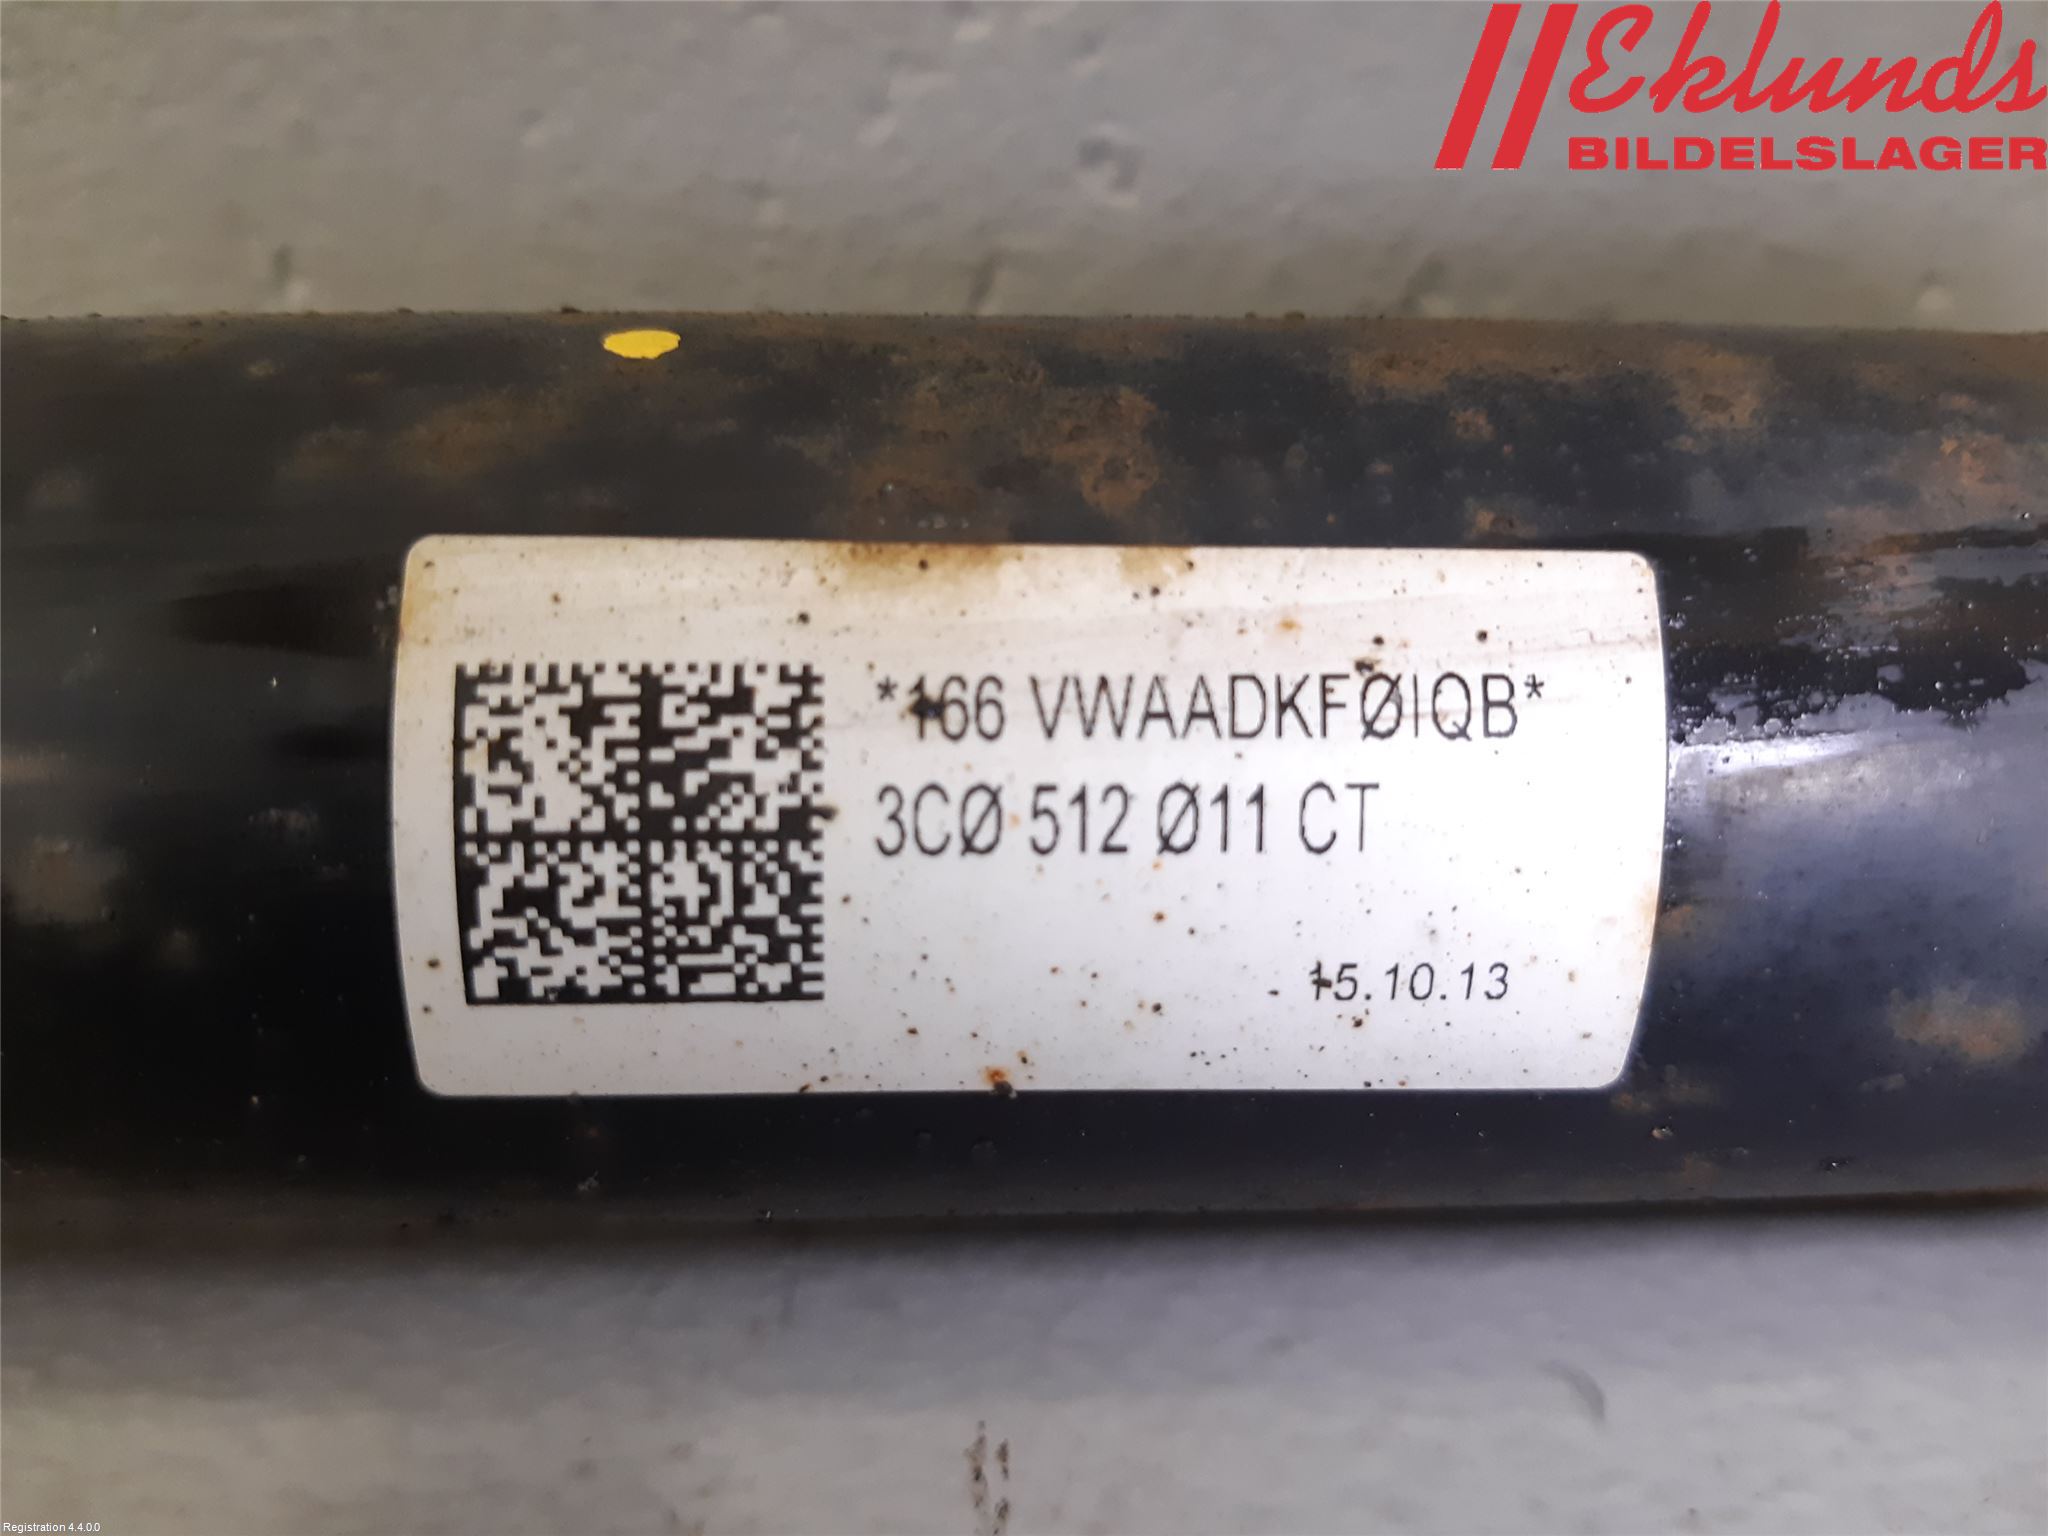 Eklunds
BILDELSLAGER
*166 VWAADKFØIQB*
3CØ 512 Ø11 CT
15.10.13
Registration 4.4.0.0